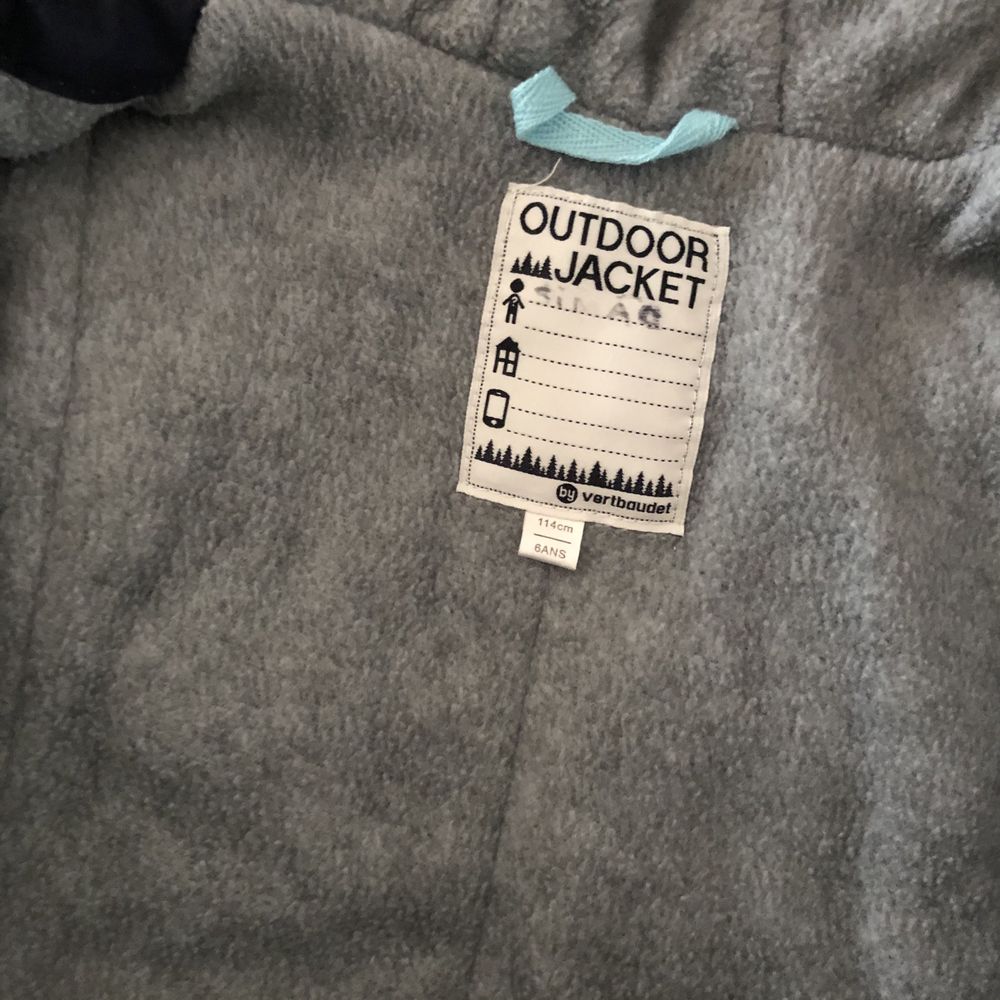 OUTDOOR
JACKET
by vertbaudet
114cm
6ANS